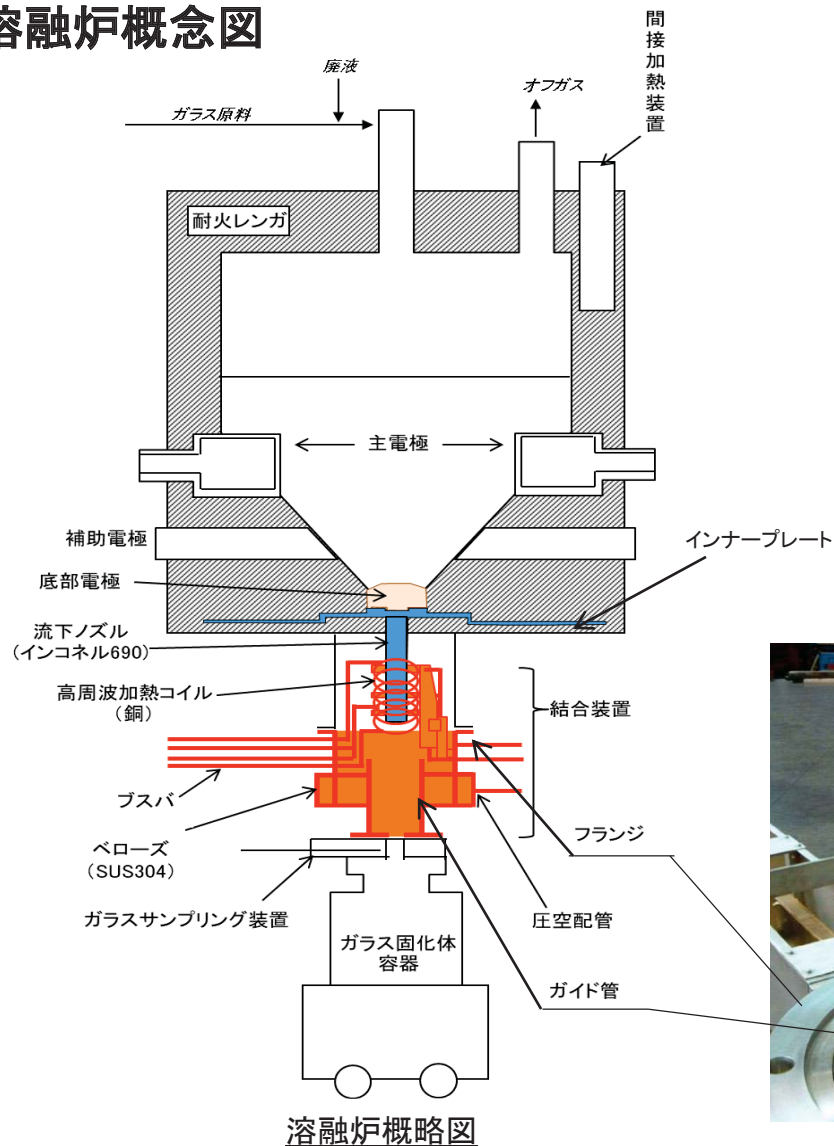 溶融炉概念図
間接加熱装置
廃液
オフガス
ガラス原料
耐火レンガ
主電極
補助電極
インナープレート
底部電極
流下ノズル
(インコネル690)
高周波加熱コイル
(銅)
結合装置
ブスバ
フランジ
ベローズ
(SUS304)
ガラスサンプリング装置
圧空配管
ガラス固化体
容器
ガイド管
溶融炉概略図